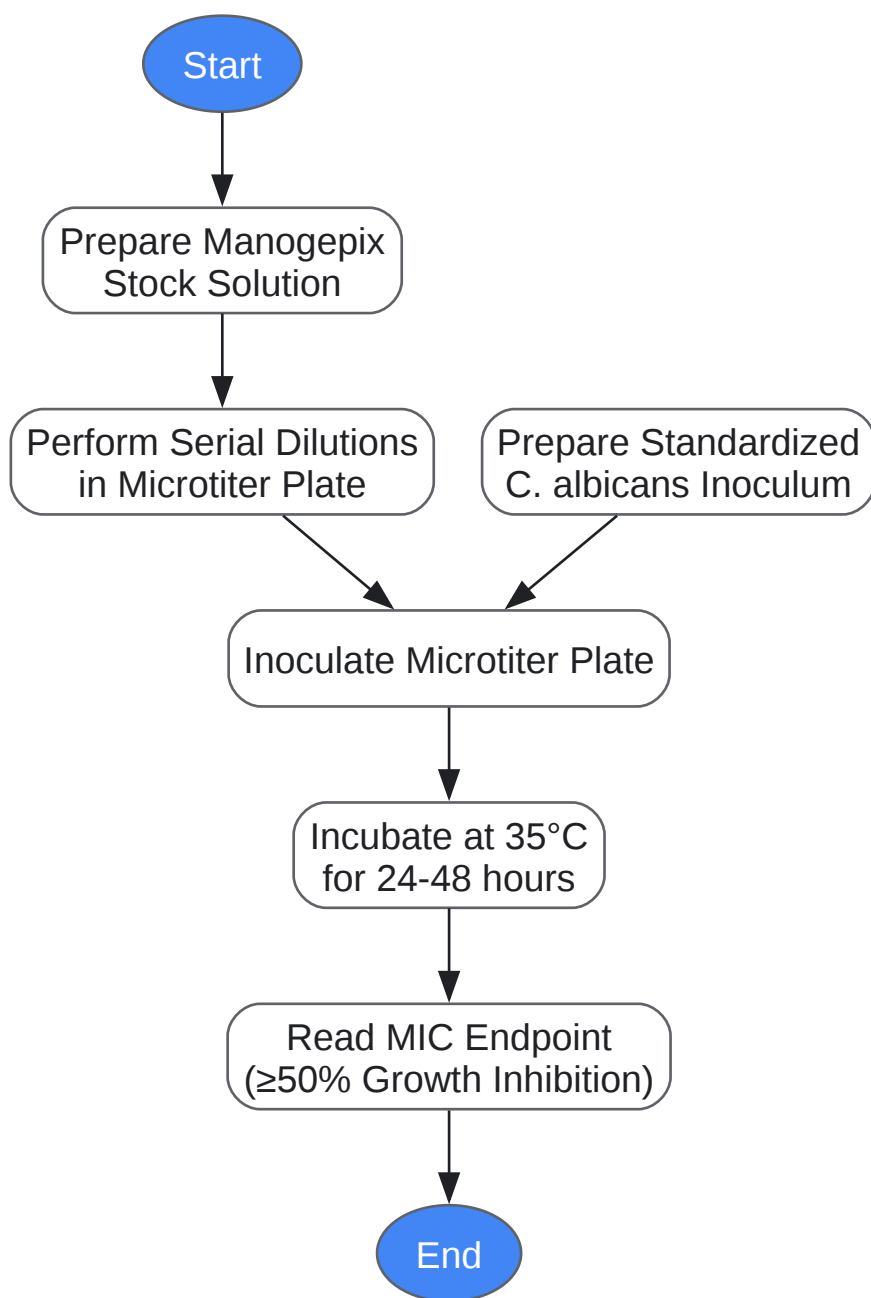 Start
Prepare Manogepix
Stock Solution
Perform Serial Dilutions
in Microtiter Plate
Prepare Standardized
C. albicans Inoculum
Inoculate Microtiter Plate
Incubate at 35°C
for 24-48 hours
Read MIC Endpoint
(≥50% Growth Inhibition)
End